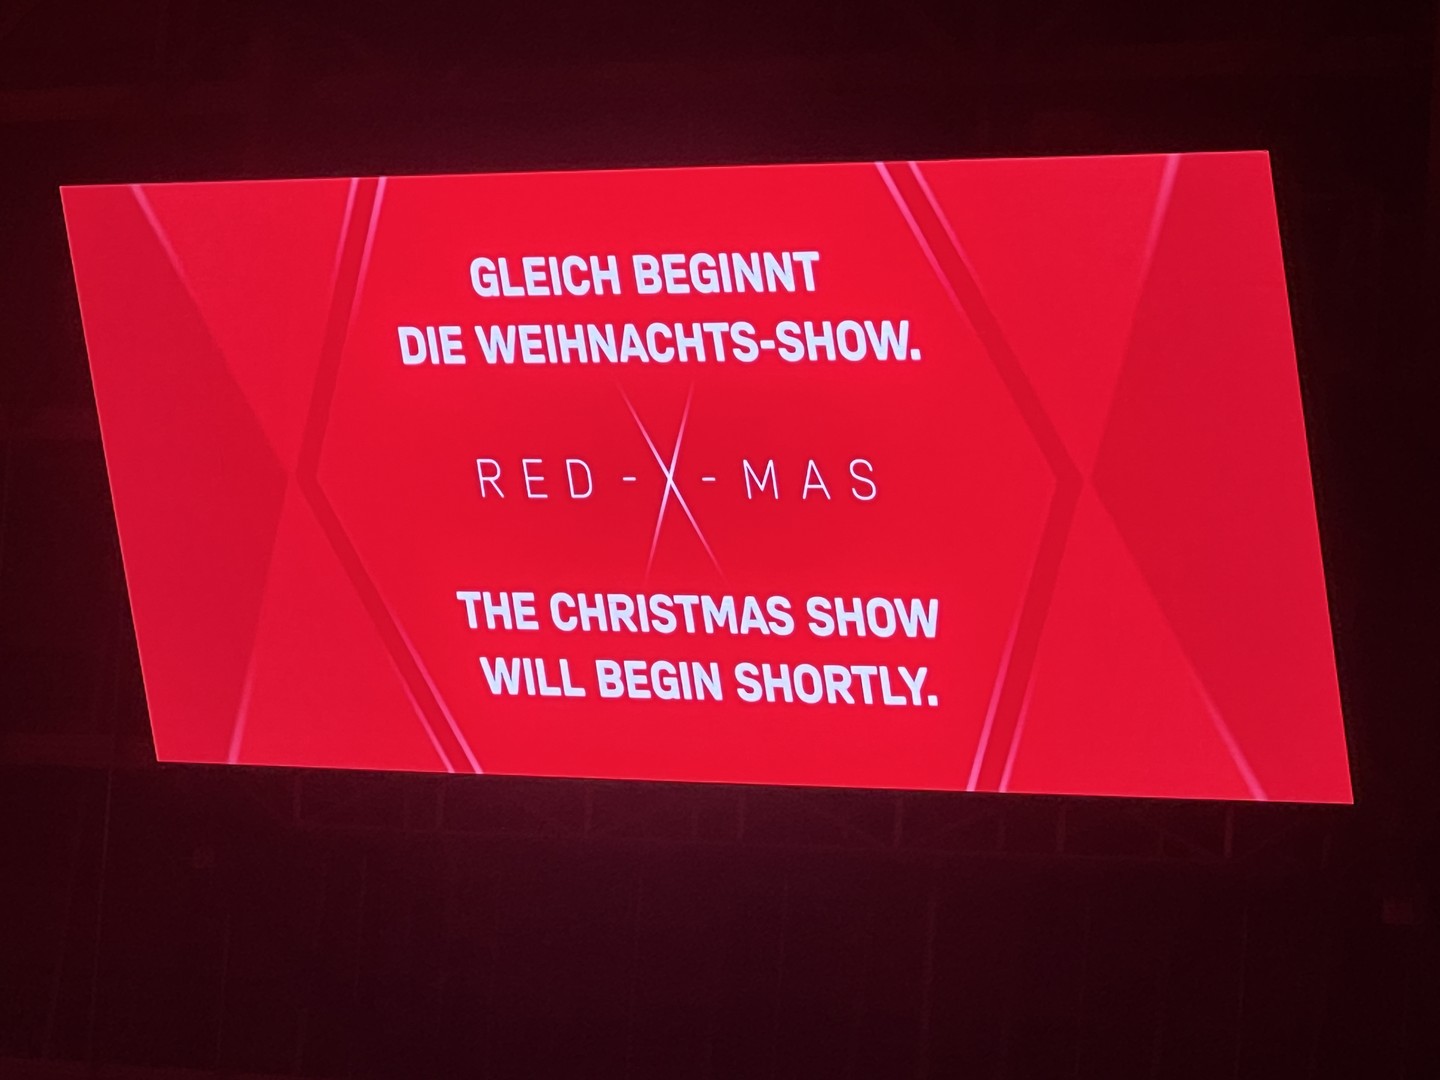 GLEICH BEGINNT
DIE WEIHNACHTS-SHOW.
RED-X-MAS
THE CHRISTMAS SHOW
WILL BEGIN SHORTLY.